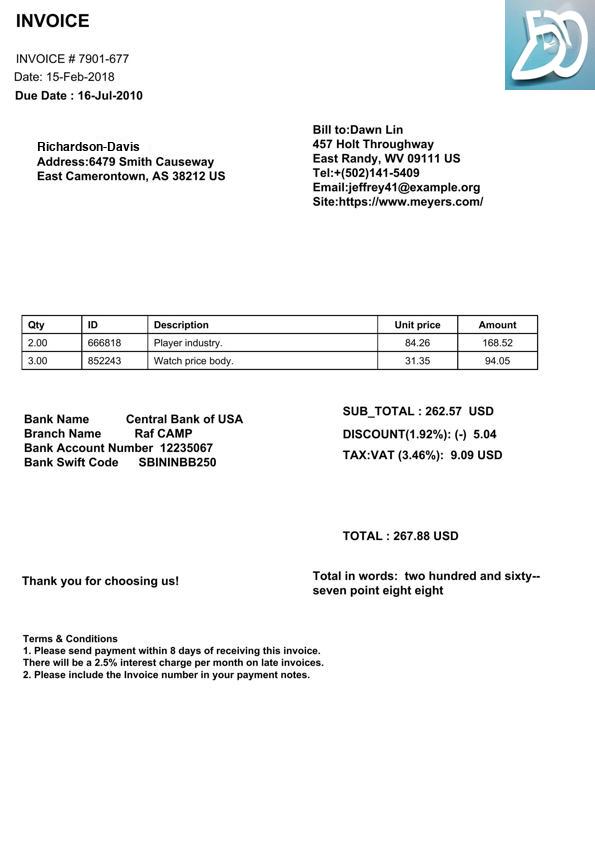 INVOICE
INVOICE # 7901-677
Date: 15-Feb-2018
Due Date : 16-Jul-2010
Richardson-Davis
Address:6479 Smith Causeway
East Camerontown, AS 38212 US
Bill to:Dawn Lin
457 Holt Throughway
East Randy, WV 09111 US
Tel:+(502)141-5409
Email:jeffrey41@example.org
Site:https://www.meyers.com/
Qty ID Description Unit price Amount
2.00 666818 Player industry. 84.26 168.52
3.00 852243 Watch price body. 31.35 94.05
Bank Name Central Bank of USA
Branch Name Raf CAMP
Bank Account Number 12235067
Bank Swift Code SBININBB250
SUB_TOTAL : 262.57 USD
DISCOUNT(1.92%): (-) 5.04
TAX:VAT (3.46%): 9.09 USD
TOTAL : 267.88 USD
Thank you for choosing us!
Total in words: two hundred and sixty--
seven point eight eight
Terms & Conditions
1. Please send payment within 8 days of receiving this invoice.
There will be a 2.5% interest charge per month on late invoices.
2. Please include the Invoice number in your payment notes.